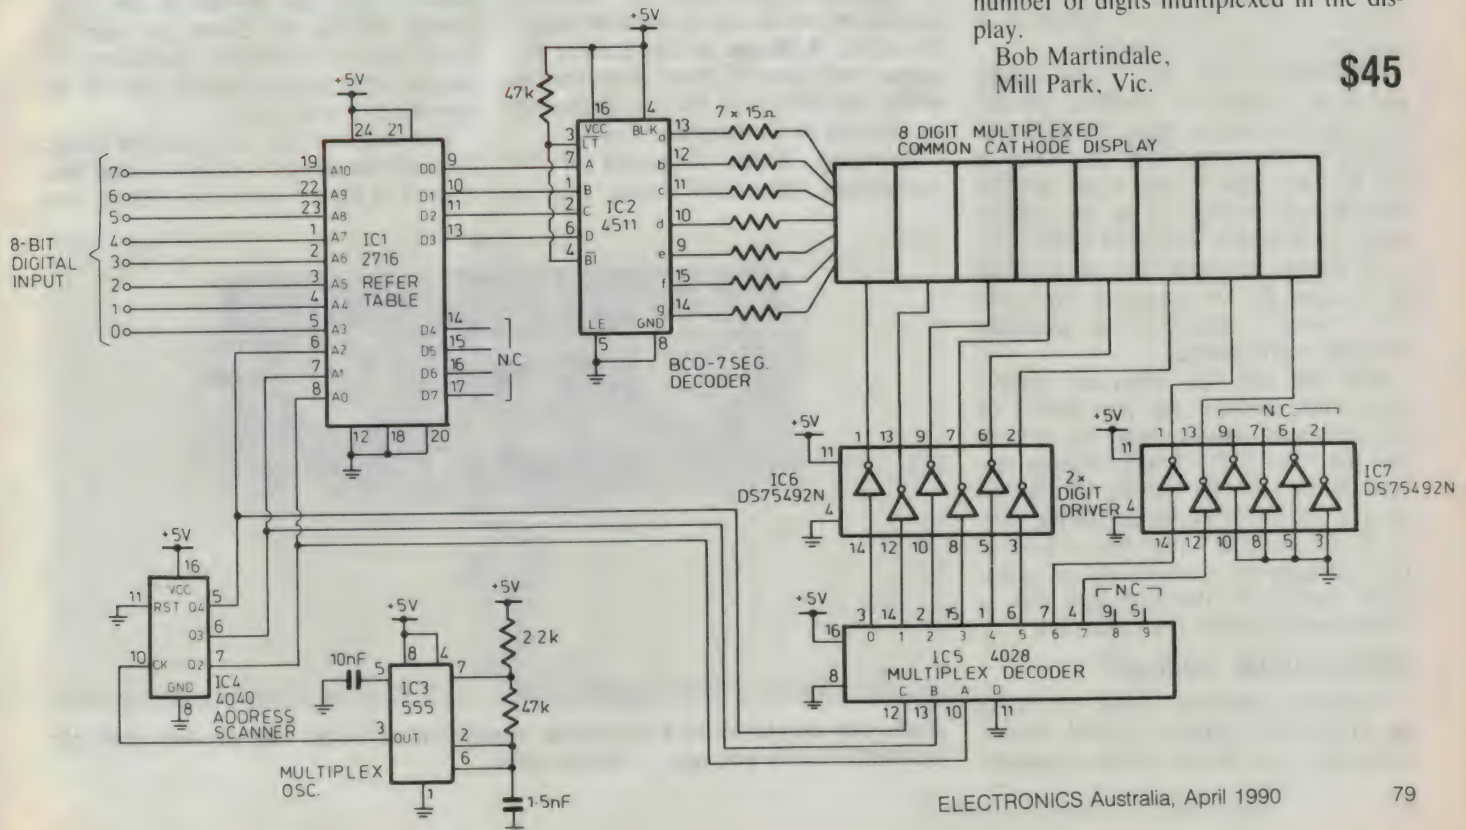 number of digits multiplexed in the dis-
play.
Bob Martindale,
Mill Park, Vic.
$45
+5V
+5V
47k
24 21
16 4
7 x 15Ω
8 DIGIT MULTIPLEXED
COMMON CATHODE DISPLAY
8-BIT
DIGITAL
INPUT
7
6
5
4
3
2
1
0
19 A10
22 A9
23 A8
1 A7
2 A6
3 A5
4 A4
5 A3
6 A2
7 A1
8 A0
IC1
2716
REFER
TABLE
D0 9
D1 10
D2 11
D3 13
D4 14
D5 15
D6 16
D7 17
N.C
12 18 20
VCC BLK
3 LT
7 A
1 B
2 C
6 D
4 BI
IC2
4511
a 13
b 12
c 11
d 10
e 9
f 15
g 14
LE GND
5 8
BCD-7SEG.
DECODER
+5V
11
IC6
DS75492N
4
1 13 9 7 6 2
14 12 10 8 5 3
2x
DIGIT
DRIVER
+5V
11
4
N C
1 13 9 7 6 2
14 12 10 8 5 3
IC7
DS75492N
+5V
16
8
3 14 2 15 1 6 7 4 9 5
N C
0 1 2 3 4 5 6 7 8 9
IC5 4028
MULTIPLEX DECODER
C B A D
12 13 10 11
+5V
16
VCC
11 RST Q4 5
Q3 6
10 CK Q2 7
GND
8
IC4
4040
ADDRESS
SCANNER
+5V
8 4
10nF
5
IC3
555
3 OUT
7
2
6
1
MULTIPLEX
OSC.
+5V
2·2k
47k
1·5nF
ELECTRONICS Australia, April 1990
79